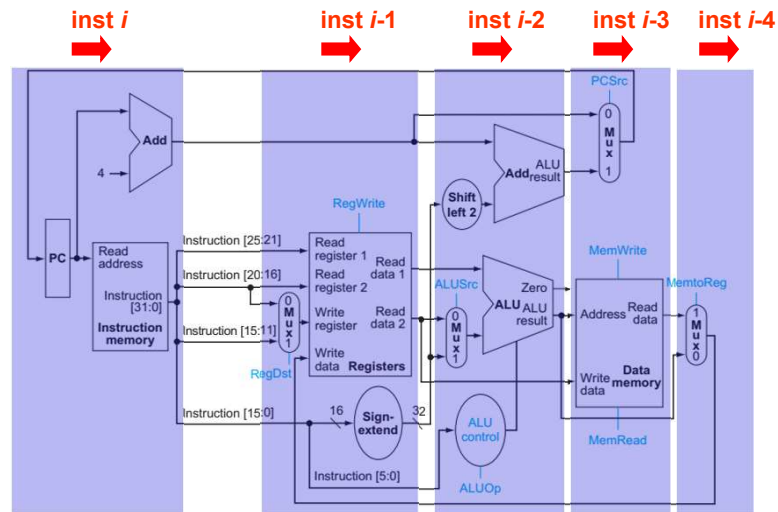 inst i
inst i-1
inst i-2
inst i-3
inst i-4
PCSrc
0
M
u
x
1
Add
4
Add
ALU
result
Shift
left 2
RegWrite
PC
Read
address
Instruction
[31:0]
Instruction
memory
Instruction [25:21]
Instruction [20:16]
Instruction [15:11]
0
M
u
x
1
RegDst
Read
register 1
Read
register 2
Write
register
Write
data
Read
data 1
Read
data 2
Registers
ALUSrc
0
M
u
x
1
Zero
ALU
ALU
result
MemWrite
Address
Read
data
Write
data
Data
memory
MemRead
MemtoReg
1
M
u
x
0
Instruction [15:0]
16
Sign-
extend
32
Instruction [5:0]
ALU
control
ALUOp